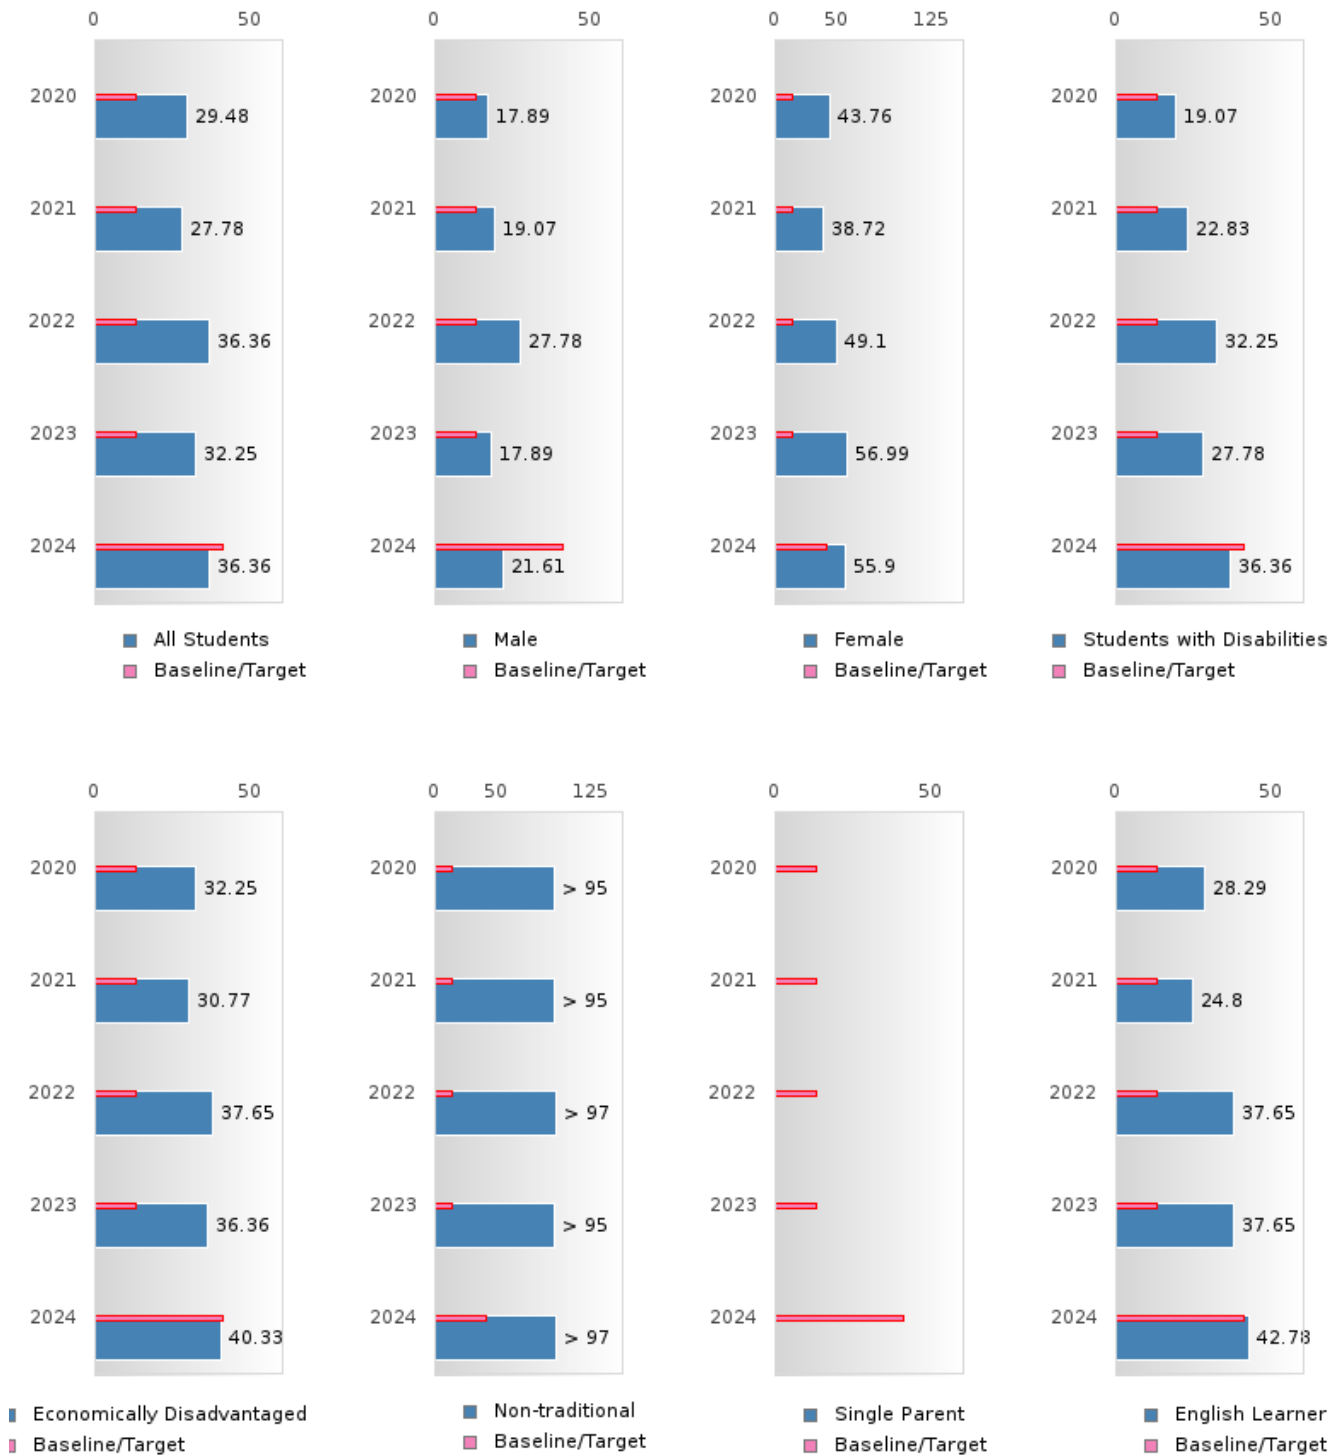 0 50 0 50 0 50 125 0 50
2020 29.48 2020 17.89 2020 43.76 2020 19.07
2021 27.78 2021 19.07 2021 38.72 2021 22.83
2022 36.36 2022 27.78 2022 49.1 2022 32.25
2023 32.25 2023 17.89 2023 56.99 2023 27.78
2024 36.36 2024 21.61 2024 55.9 2024 36.36
All Students Male Female Students with Disabilities
Baseline/Target Baseline/Target Baseline/Target Baseline/Target
0 50 0 50 125 0 50 0 50
2020 32.25 2020 > 95 2020 2020 28.29
2021 30.77 2021 > 95 2021 2021 24.8
2022 37.65 2022 > 97 2022 2022 37.65
2023 36.36 2023 > 95 2023 2023 37.65
2024 40.33 2024 > 97 2024 2024 42.78
Economically Disadvantaged Non-traditional Single Parent English Learner
Baseline/Target Baseline/Target Baseline/Target Baseline/Target